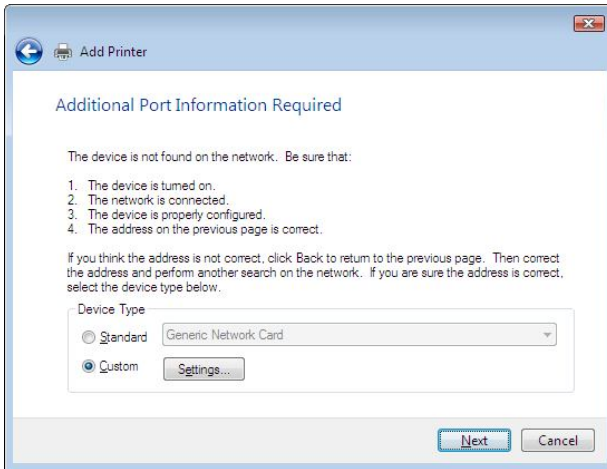 Add Printer
Additional Port Information Required
The device is not found on the network.  Be sure that:
1.  The device is turned on.
2.  The network is connected.
3.  The device is properly configured.
4.  The address on the previous page is correct.
If you think the address is not correct, click Back to return to the previous page.  Then correct
the address and perform another search on the network.  If you are sure the address is correct,
select the device type below.
Device Type
Standard Generic Network Card
Custom Settings...
Next Cancel